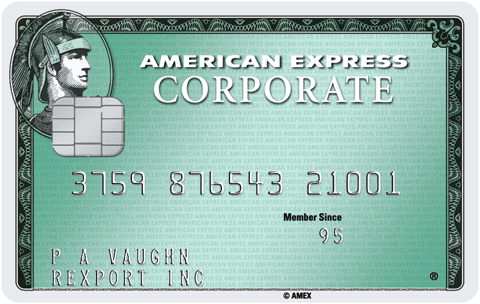 AMERICAN EXPRESS
CORPORATE
3759 876543 21001
Member Since
95
P A VAUGHN
REXPORT INC
®
© AMEX